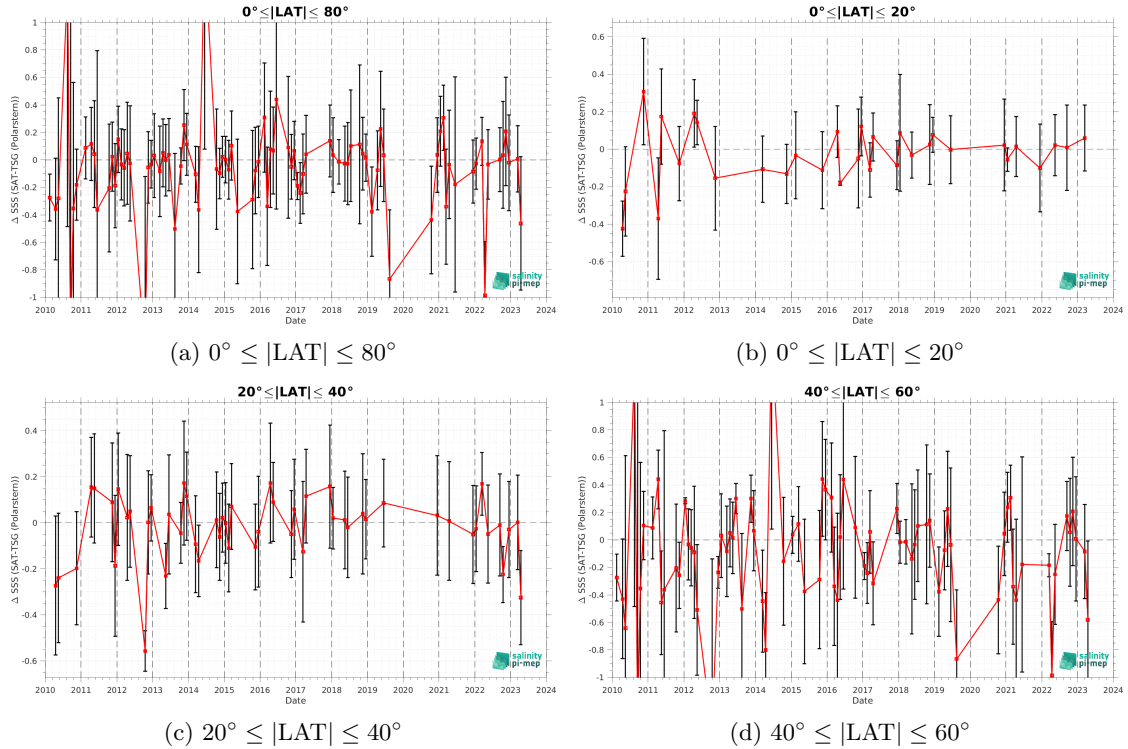 0°≤|LAT|≤ 80°
Δ SSS (SAT-TSG (Polarstern))
1
0.8
0.6
0.4
0.2
0
-0.2
-0.4
-0.6
-0.8
-1
2010 2011 2012 2013 2014 2015 2016 2017 2018 2019 2020 2021 2022 2023 2024
Date
salinity
pi-mep
(a) 0° ≤ |LAT| ≤ 80°
0°≤|LAT|≤ 20°
Δ SSS (SAT-TSG (Polarstern))
0.6
0.4
0.2
0
-0.2
-0.4
-0.6
2010 2011 2012 2013 2014 2015 2016 2017 2018 2019 2020 2021 2022 2023 2024
Date
salinity
pi-mep
(b) 0° ≤ |LAT| ≤ 20°
20°≤|LAT|≤ 40°
Δ SSS (SAT-TSG (Polarstern))
0.4
0.2
0
-0.2
-0.4
-0.6
2010 2011 2012 2013 2014 2015 2016 2017 2018 2019 2020 2021 2022 2023 2024
Date
salinity
pi-mep
(c) 20° ≤ |LAT| ≤ 40°
40°≤|LAT|≤ 60°
Δ SSS (SAT-TSG (Polarstern))
1
0.8
0.6
0.4
0.2
0
-0.2
-0.4
-0.6
-0.8
-1
2010 2011 2012 2013 2014 2015 2016 2017 2018 2019 2020 2021 2022 2023 2024
Date
salinity
pi-mep
(d) 40° ≤ |LAT| ≤ 60°